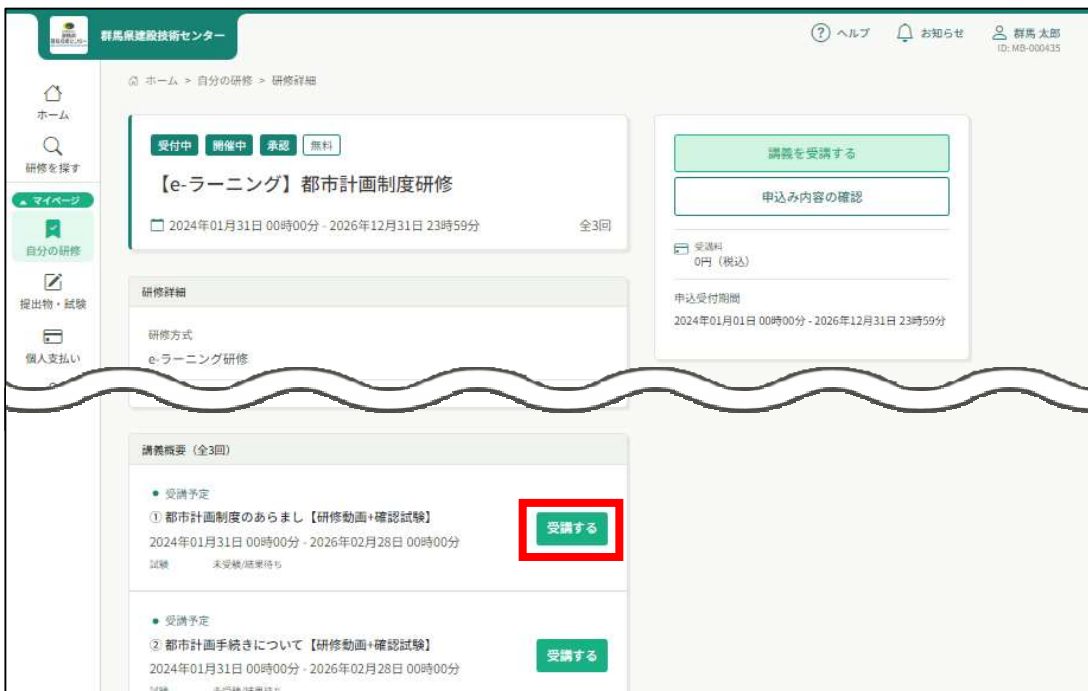 群馬県建設技術センター
ヘルプ
お知らせ
群馬 太郎
ID: MB-000435
ホーム > 自分の研修 > 研修詳細
ホーム
研修を探す
マイページ
自分の研修
提出物・試験
個人支払い
受付中 開催中 承認 無料
【e-ラーニング】都市計画制度研修
2024年01月31日 00時00分 - 2026年12月31日 23時59分 全3回
講義を受講する
申込み内容の確認
受講料
0円（税込）
申込受付期間
2024年01月01日 00時00分 - 2026年12月31日 23時59分
研修詳細
研修方式
e-ラーニング研修
講義概要（全3回）
受講予定
① 都市計画制度のあらまし【研修動画+確認試験】
2024年01月31日 00時00分 - 2026年02月28日 00時00分
試験 未受験/結果待ち
受講する
受講予定
② 都市計画手続きについて【研修動画+確認試験】
2024年01月31日 00時00分 - 2026年02月28日 00時00分
試験 未受験/結果待ち
受講する